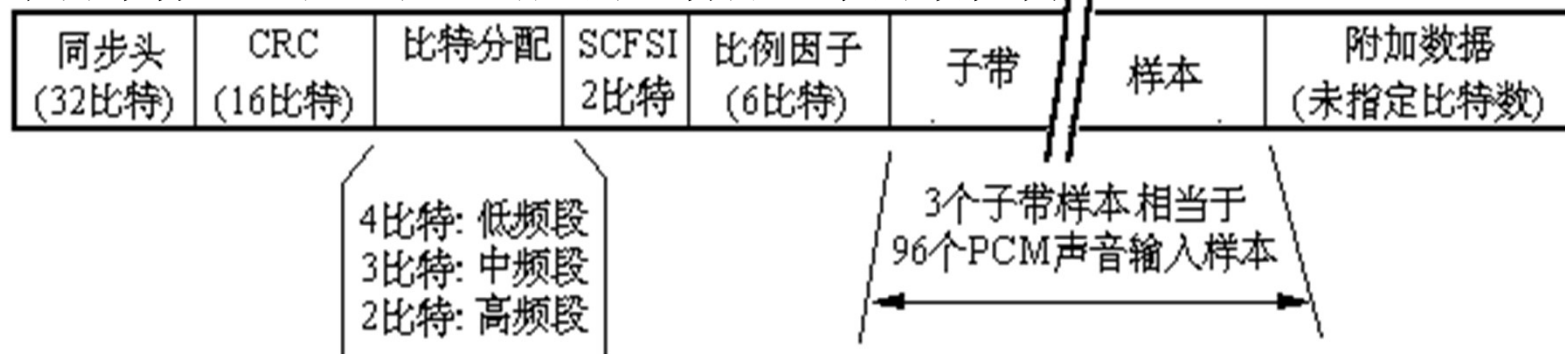 同步头
(32比特)
CRC
(16比特)
比特分配
SCFSI
2比特
比例因子
(6比特)
子带
样本
附加数据
(未指定比特数)
4比特: 低频段
3比特: 中频段
2比特: 高频段
3个子带样本相当于
96个PCM声音输入样本